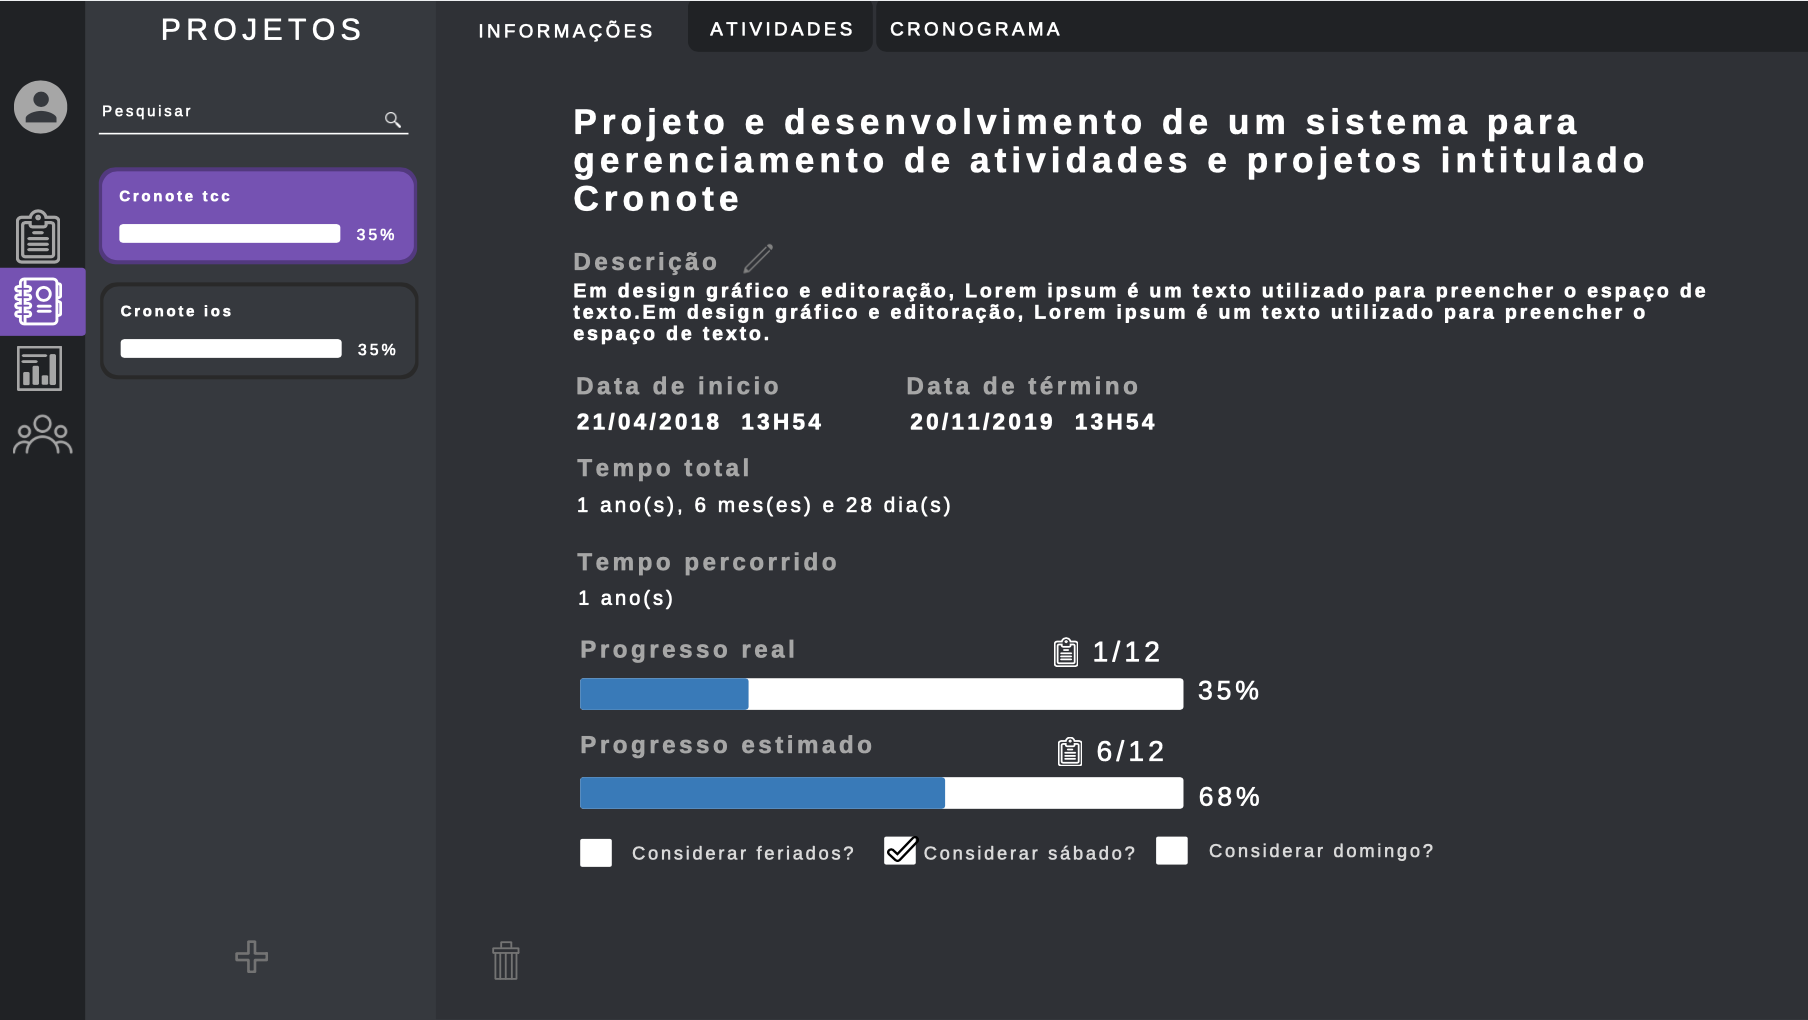 PROJETOS
INFORMAÇÕES
ATIVIDADES
CRONOGRAMA
Pesquisar
Cronote tcc
35%
Cronote ios
35%
Projeto e desenvolvimento de um sistema para
gerenciamento de atividades e projetos intitulado
Cronote
Descrição
Em design gráfico e editoração, Lorem ipsum é um texto utilizado para preencher o espaço de
texto.Em design gráfico e editoração, Lorem ipsum é um texto utilizado para preencher o
espaço de texto.
Data de inicio
Data de término
21/04/2018 13H54
20/11/2019 13H54
Tempo total
1 ano(s), 6 mes(es) e 28 dia(s)
Tempo percorrido
1 ano(s)
Progresso real
1/12
35%
Progresso estimado
6/12
68%
Considerar feriados?
Considerar sábado?
Considerar domingo?